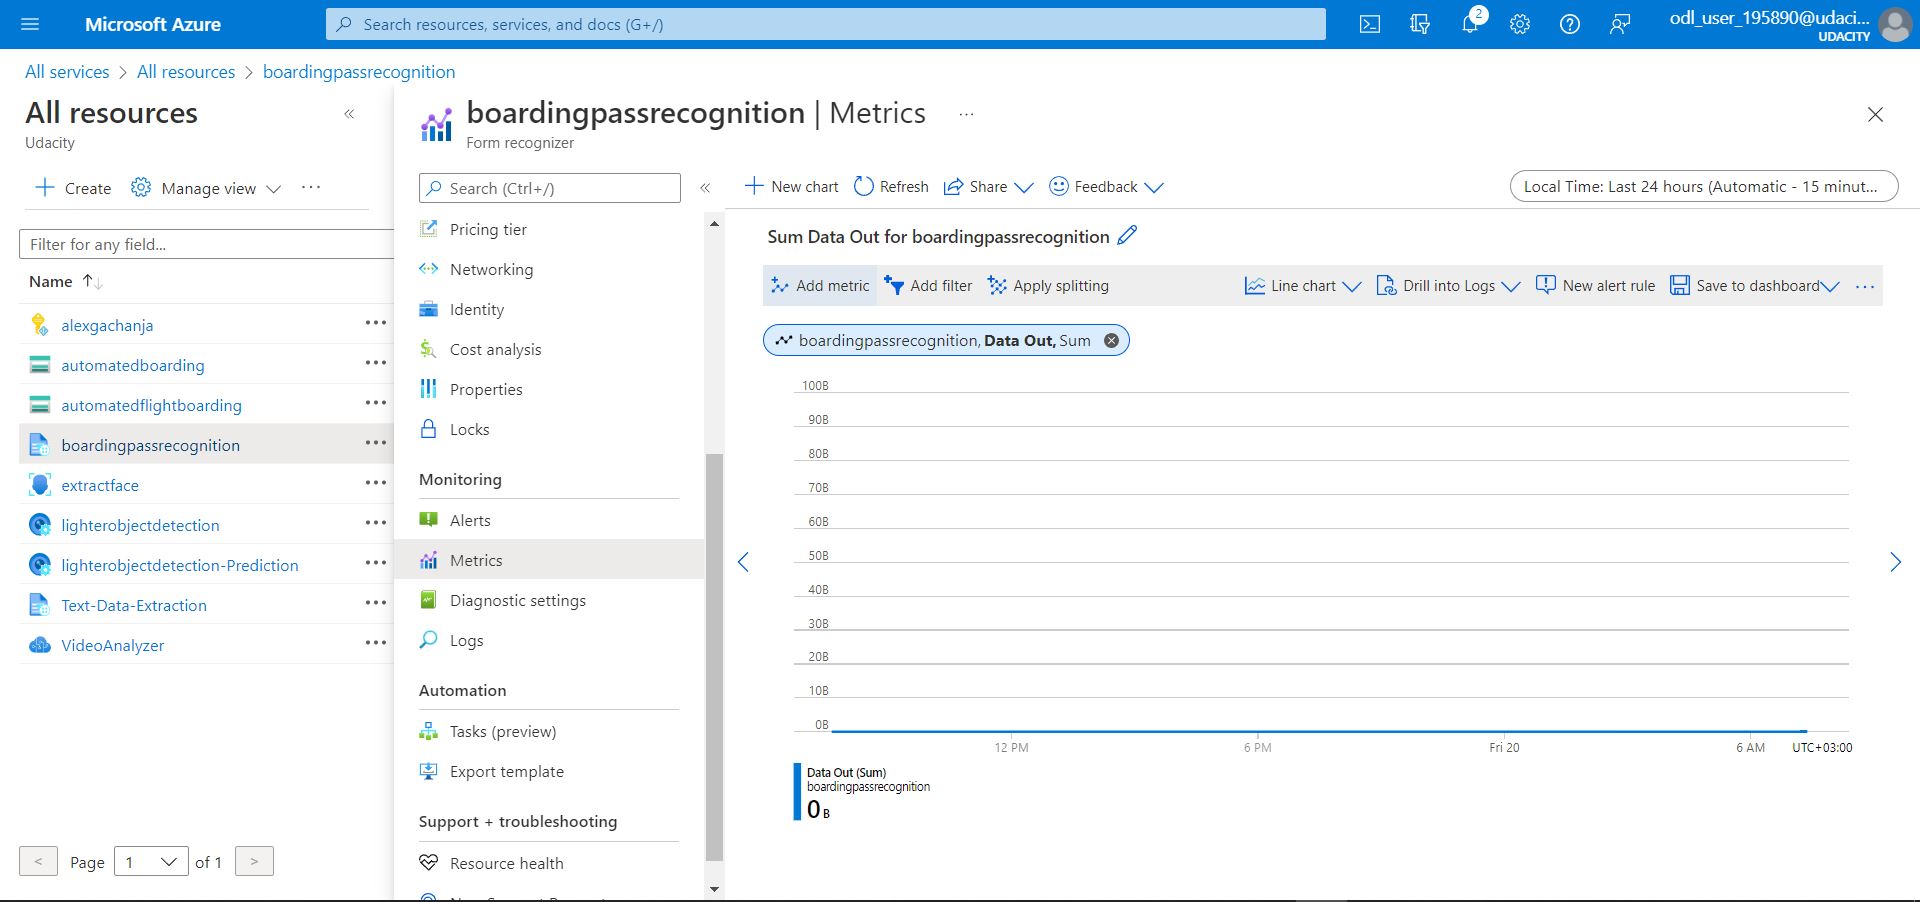 Microsoft Azure
Search resources, services, and docs (G+/)
2
odl_user_195890@udaci...
UDACITY
All services > All resources > boardingpassrecognition
All resources
«
Udacity
Create
Manage view
...
Filter for any field...
Name ↑↓
alexgachanja
automatedboarding
automatedflightboarding
boardingpassrecognition
extractface
lighterobjectdetection
lighterobjectdetection-Prediction
Text-Data-Extraction
VideoAnalyzer
< Page 1 of 1 >
boardingpassrecognition | Metrics
...
Form recognizer
Search (Ctrl+/)
«
Pricing tier
Networking
Identity
Cost analysis
Properties
Locks
Monitoring
Alerts
Metrics
Diagnostic settings
Logs
Automation
Tasks (preview)
Export template
Support + troubleshooting
Resource health
New chart
Refresh
Share
Feedback
Local Time: Last 24 hours (Automatic - 15 minut...
Sum Data Out for boardingpassrecognition
Add metric
Add filter
Apply splitting
Line chart
Drill into Logs
New alert rule
Save to dashboard
...
boardingpassrecognition, Data Out, Sum
100B
90B
80B
70B
60B
50B
40B
30B
20B
10B
0B
12 PM
6 PM
Fri 20
6 AM
UTC+03:00
Data Out (Sum)
boardingpassrecognition
0 B